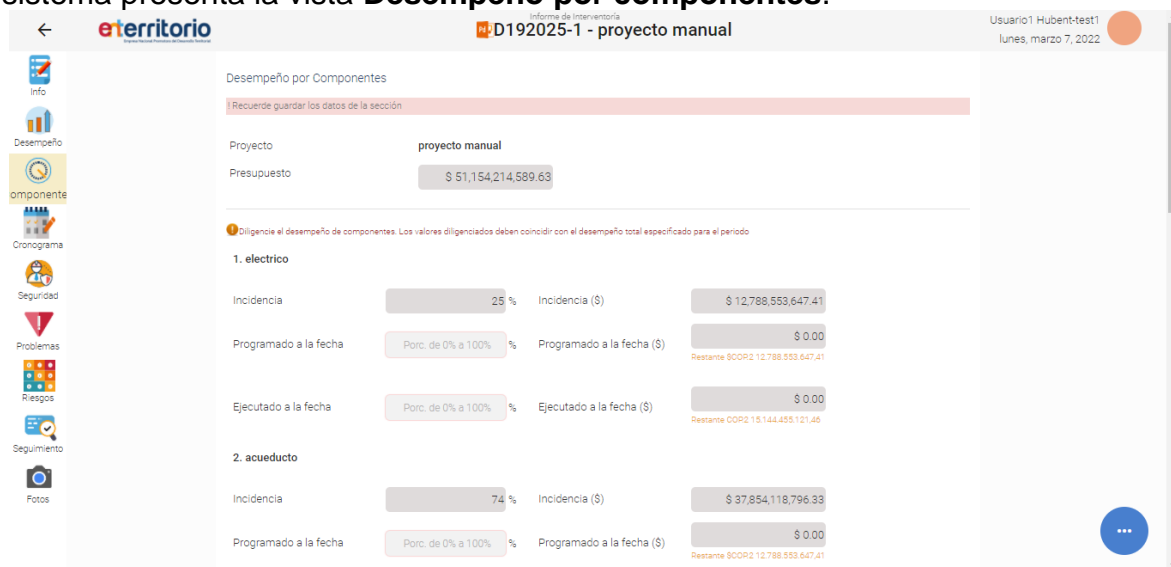 sistema presenta la vista Desempeño por componentes.
eterritorio
Informe de Interventoría
D192025-1 - proyecto manual
Usuario1 Hubent-test1
lunes, marzo 7, 2022
Info
Desempeño
omponente
Cronograma
Seguridad
Problemas
Riesgos
Seguimiento
Fotos
Desempeño por Componentes
! Recuerde guardar los datos de la sección
Proyecto proyecto manual
Presupuesto $ 51,154,214,589.63
Diligencie el desempeño de componentes. Los valores diligenciados deben coincidir con el desempeño total especificado para el periodo
1. electrico
Incidencia 25 % Incidencia ($) $ 12,788,553,647.41
Programado a la fecha Porc. de 0% a 100% % Programado a la fecha ($) $ 0.00
Restante $COP.2 12.788.553.647,41
Ejecutado a la fecha Porc. de 0% a 100% % Ejecutado a la fecha ($) $ 0.00
Restante COP.2 15.144.455.121,46
2. acueducto
Incidencia 74 % Incidencia ($) $ 37,854,118,796.33
Programado a la fecha Porc. de 0% a 100% % Programado a la fecha ($) $ 0.00
Restante $COP.2 12.788.553.647,41